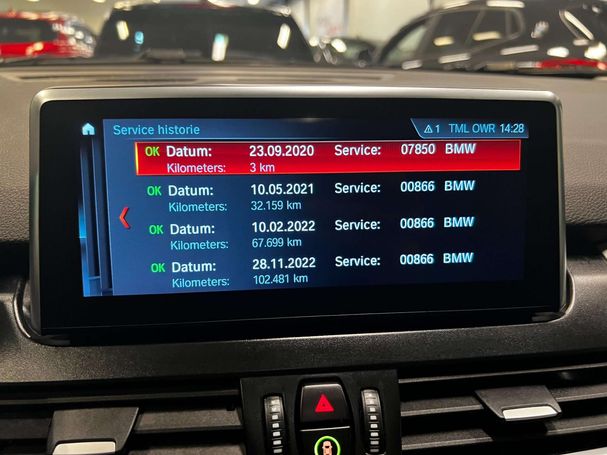 Service historie
1 TML OWR 14:28
OK Datum: 23.09.2020 Service: 07850 BMW
Kilometers: 3 km
OK Datum: 10.05.2021 Service: 00866 BMW
Kilometers: 32.159 km
OK Datum: 10.02.2022 Service: 00866 BMW
Kilometers: 67.699 km
OK Datum: 28.11.2022 Service: 00866 BMW
Kilometers: 102.481 km